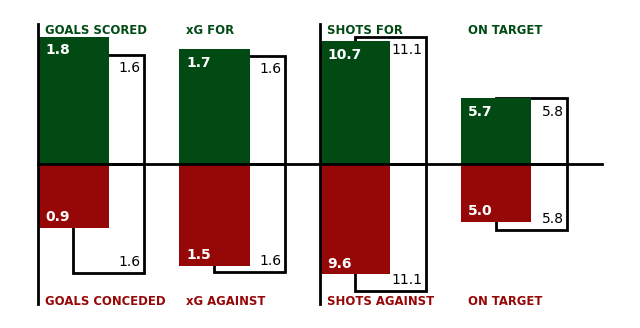 GOALS SCORED xG FOR SHOTS FOR ON TARGET
1.8 1.6 1.7 1.6 10.7 11.1 5.7 5.8
0.9 1.6 1.5 1.6 9.6 11.1 5.0 5.8
GOALS CONCEDED xG AGAINST SHOTS AGAINST ON TARGET